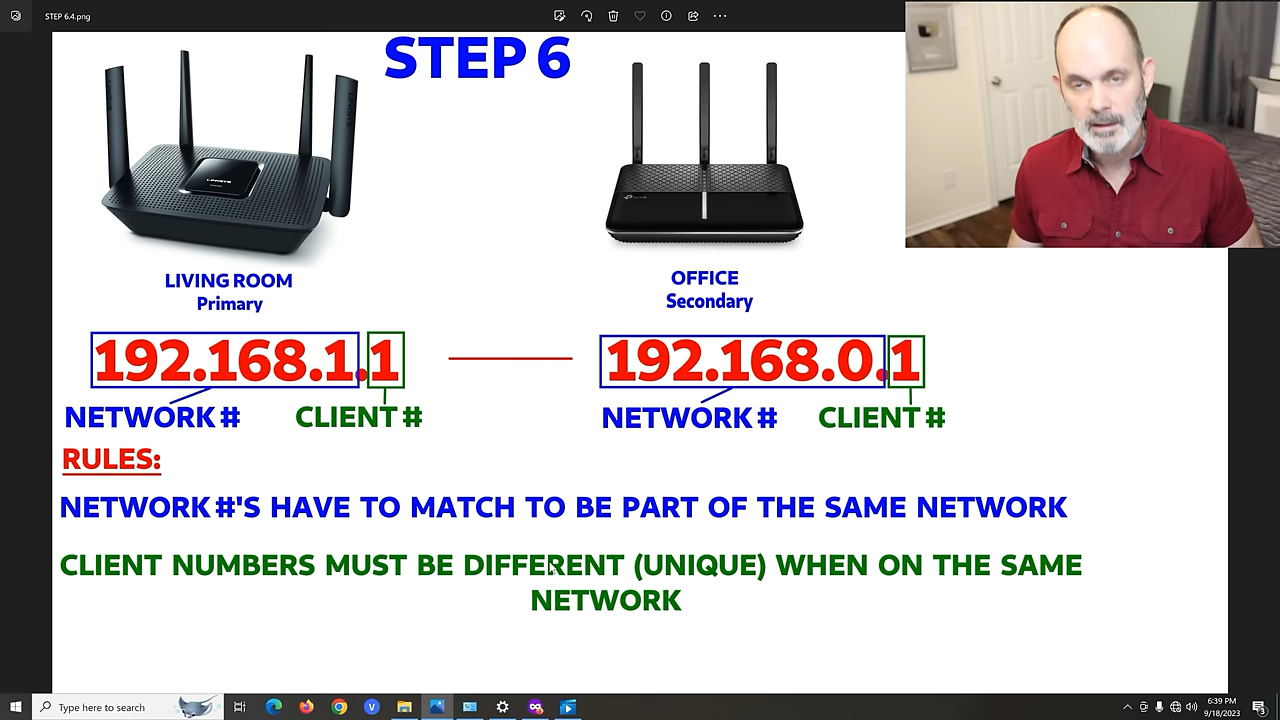 STEP 6.4.png
STEP 6
LINKSYS
LIVING ROOM
Primary
OFFICE
Secondary
192.168.1.1
192.168.0.1
NETWORK #
CLIENT #
NETWORK #
CLIENT #
RULES:
NETWORK #'S HAVE TO MATCH TO BE PART OF THE SAME NETWORK
CLIENT NUMBERS MUST BE DIFFERENT (UNIQUE) WHEN ON THE SAME
NETWORK
Type here to search
6:39 PM
9/18/2023